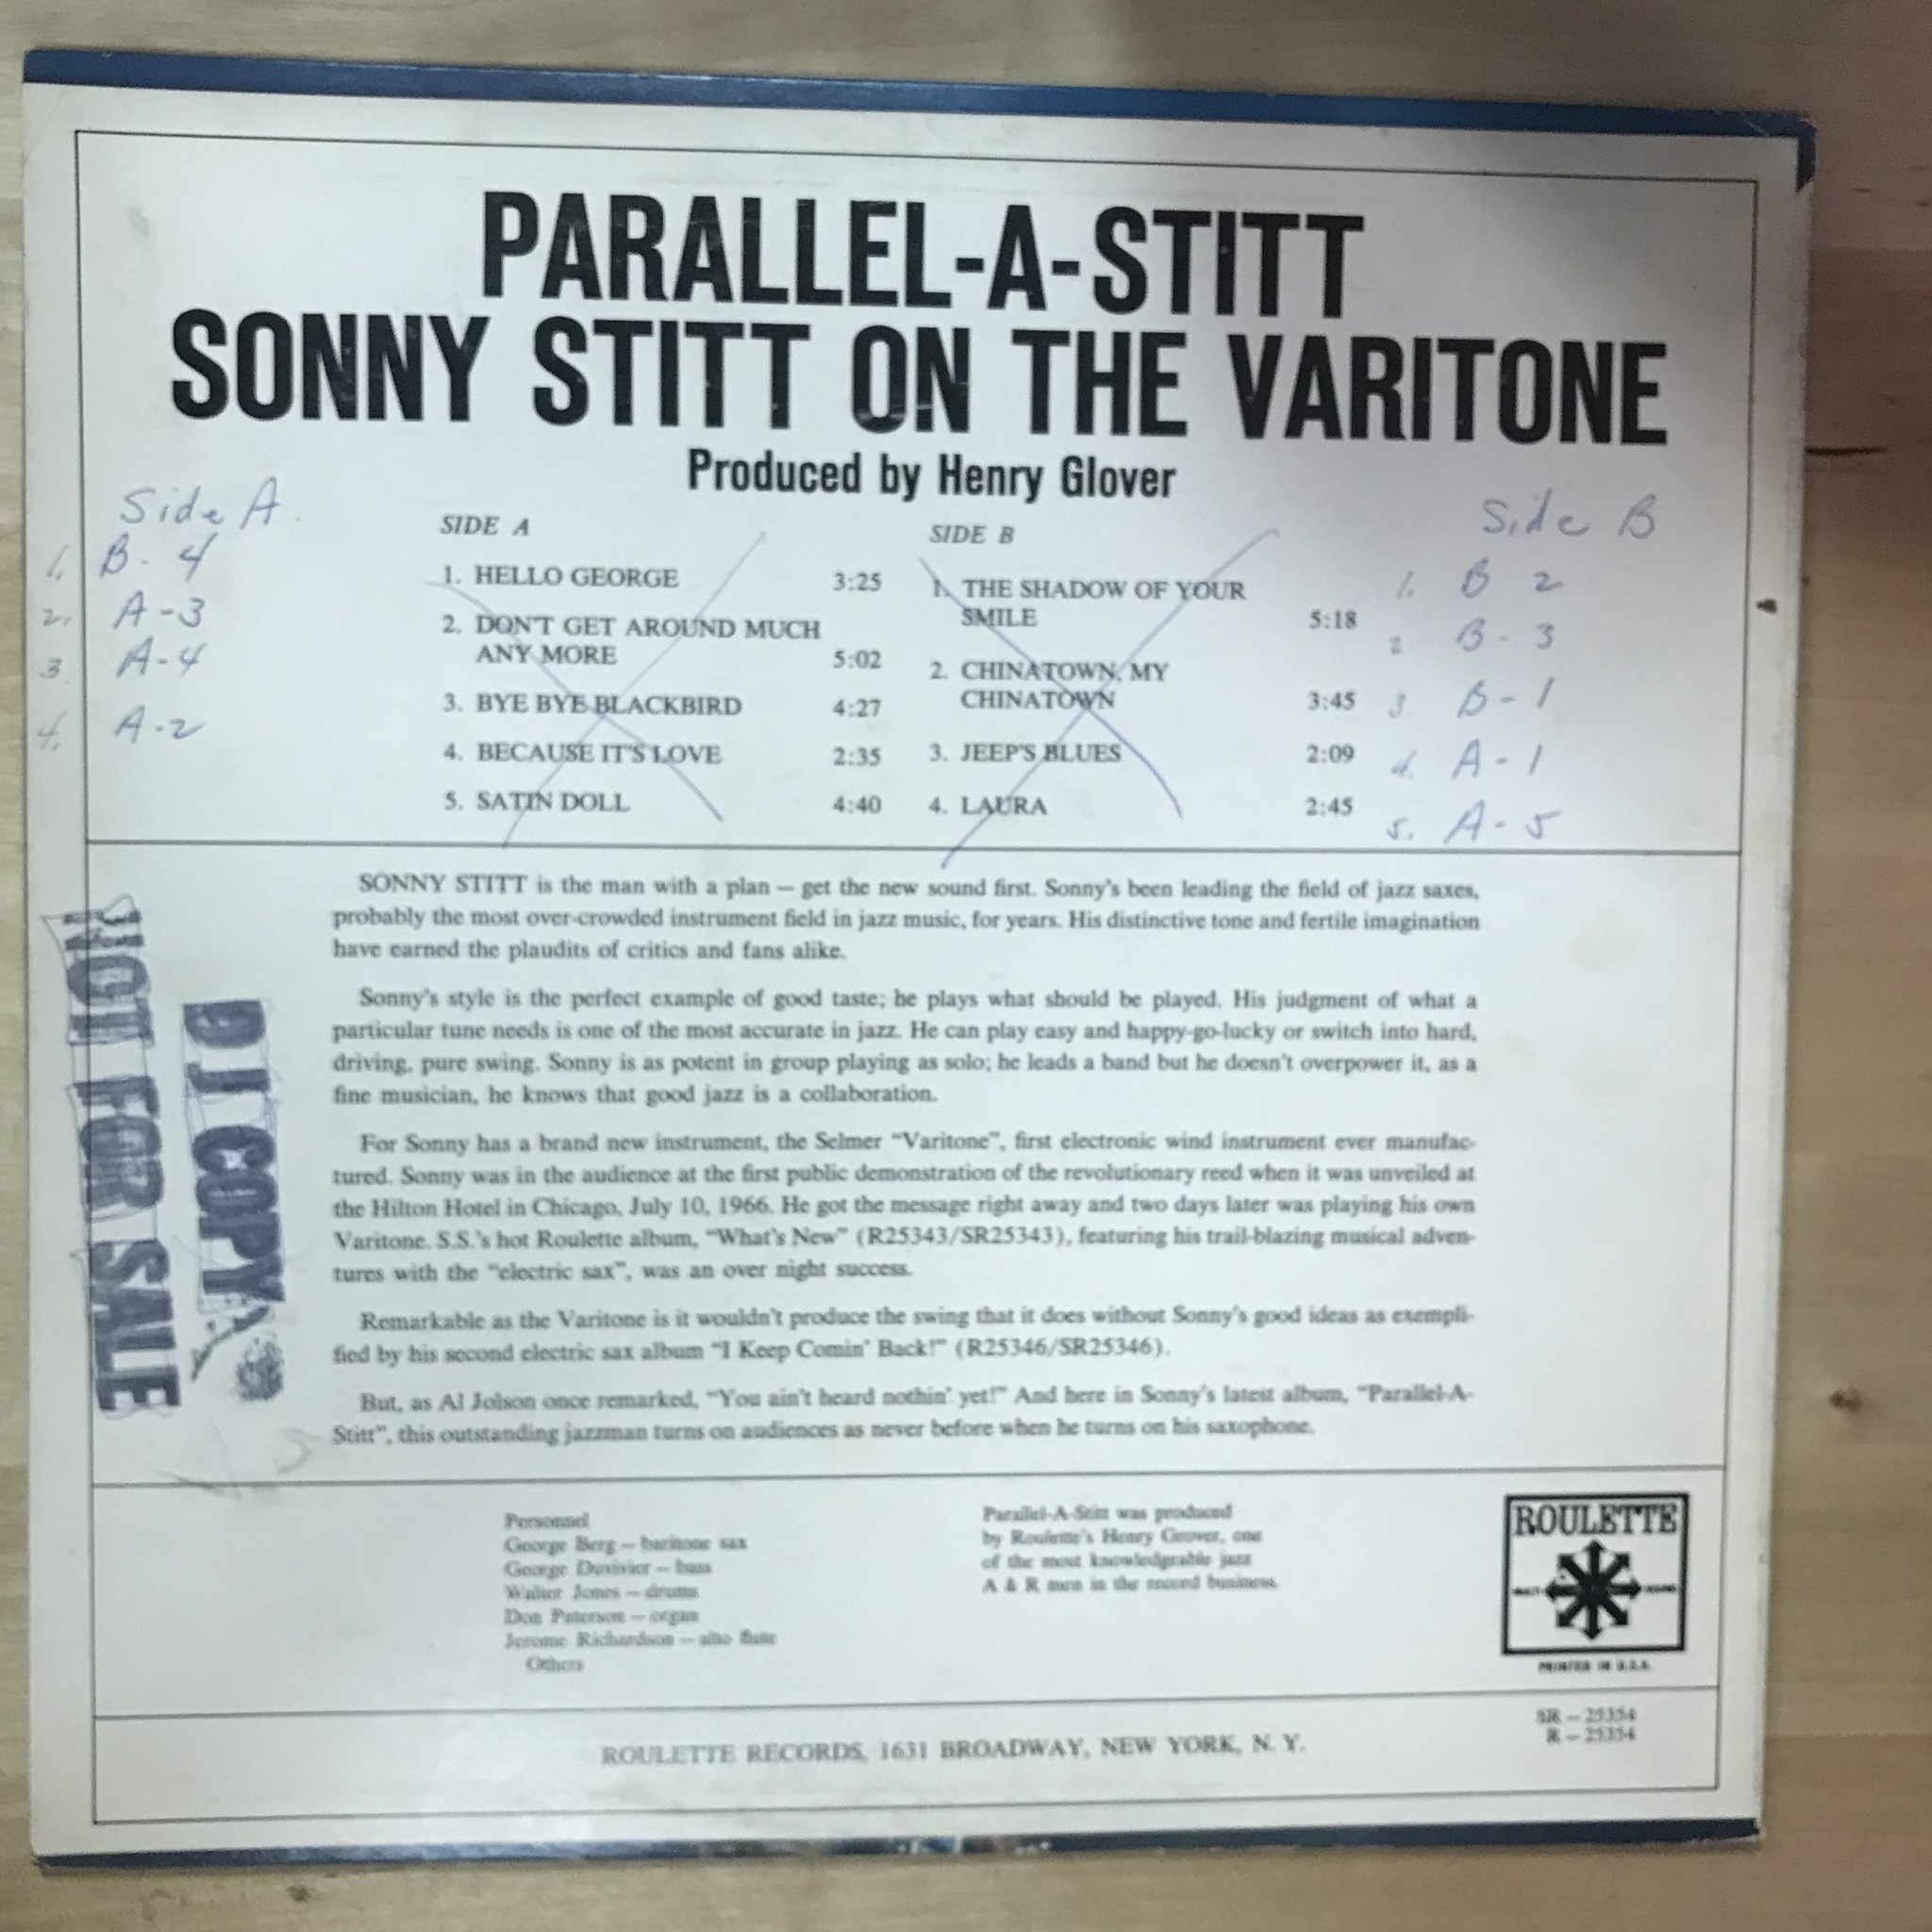 PARALLEL-A-STITT
SONNY STITT ON THE VARITONE
Produced by Henry Glover
Side A
1. B-4
2. A-3
3. A-4
4. A-2
SIDE A
1. HELLO GEORGE 3:25
2. DON'T GET AROUND MUCH
ANY MORE 5:02
3. BYE BYE BLACKBIRD 4:27
4. BECAUSE IT'S LOVE 2:35
5. SATIN DOLL 4:40
SIDE B
1. THE SHADOW OF YOUR
SMILE 5:18
2. CHINATOWN, MY
CHINATOWN 3:45
3. JEEP'S BLUES 2:09
4. LAURA 2:45
Side B
1. B 2
2 B-3
3 B-1
4. A-1
5. A-5
SONNY STITT is the man with a plan — get the new sound first. Sonny's been leading the field of jazz saxes,
probably the most over-crowded instrument field in jazz music, for years. His distinctive tone and fertile imagination
have earned the plaudits of critics and fans alike.
Sonny's style is the perfect example of good taste; he plays what should be played. His judgment of what a
particular tune needs is one of the most accurate in jazz. He can play easy and happy-go-lucky or switch into hard,
driving, pure swing. Sonny is as potent in group playing as solo; he leads a band but he doesn't overpower it, as a
fine musician, he knows that good jazz is a collaboration.
For Sonny has a brand new instrument, the Selmer "Varitone", first electronic wind instrument ever manufac-
tured. Sonny was in the audience at the first public demonstration of the revolutionary reed when it was unveiled at
the Hilton Hotel in Chicago, July 10, 1966. He got the message right away and two days later was playing his own
Varitone. S.S.'s hot Roulette album, "What's New" (R25343/SR25343), featuring his trail-blazing musical adven-
tures with the "electric sax", was an over night success.
Remarkable as the Varitone is it wouldn't produce the swing that it does without Sonny's good ideas as exempli-
fied by his second electric sax album "I Keep Comin' Back!" (R25346/SR25346).
But, as Al Jolson once remarked, "You ain't heard nothin' yet!" And here in Sonny's latest album, "Parallel-A-
Stitt", this outstanding jazzman turns on audiences as never before when he turns on his saxophone.
NOT FOR SALE
DJ COPY
Personnel
George Berg — baritone sax
George Duvivier — bass
Walter Jones — drums
Don Paterson — organ
Jerome Richardson — alto flute
Others
Parallel-A-Stitt was produced
by Roulette's Henry Glover, one
of the most knowledgeable jazz
A & R men in the record business.
ROULETTE
PRINTED IN U.S.A.
SR — 25354
R — 25354
ROULETTE RECORDS, 1631 BROADWAY, NEW YORK, N. Y.